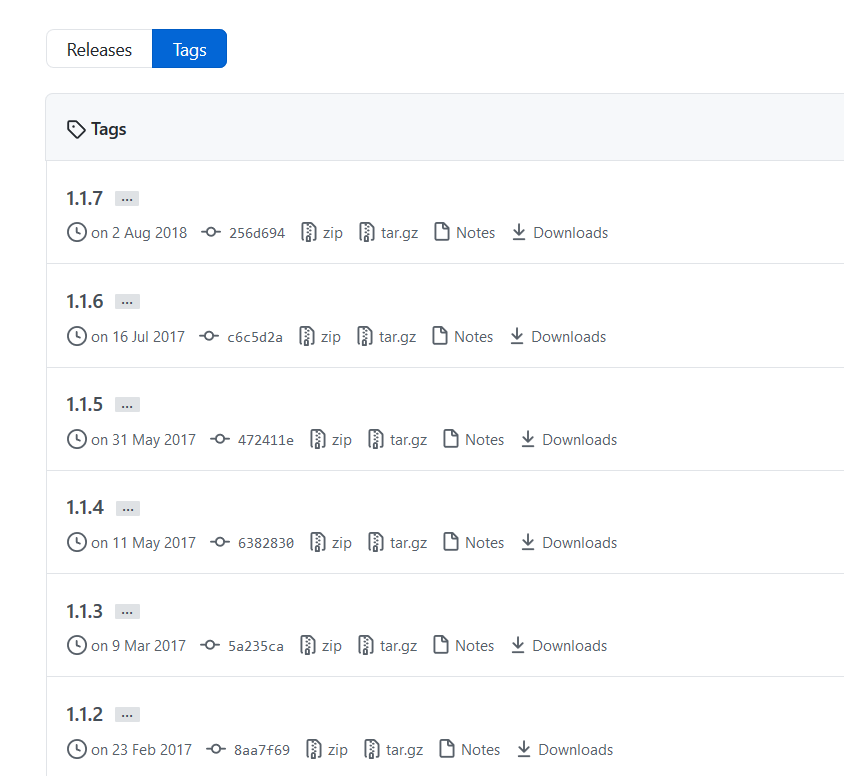 Releases Tags
Tags
1.1.7 ...
on 2 Aug 2018 256d694 zip tar.gz Notes Downloads
1.1.6 ...
on 16 Jul 2017 c6c5d2a zip tar.gz Notes Downloads
1.1.5 ...
on 31 May 2017 472411e zip tar.gz Notes Downloads
1.1.4 ...
on 11 May 2017 6382830 zip tar.gz Notes Downloads
1.1.3 ...
on 9 Mar 2017 5a235ca zip tar.gz Notes Downloads
1.1.2 ...
on 23 Feb 2017 8aa7f69 zip tar.gz Notes Downloads